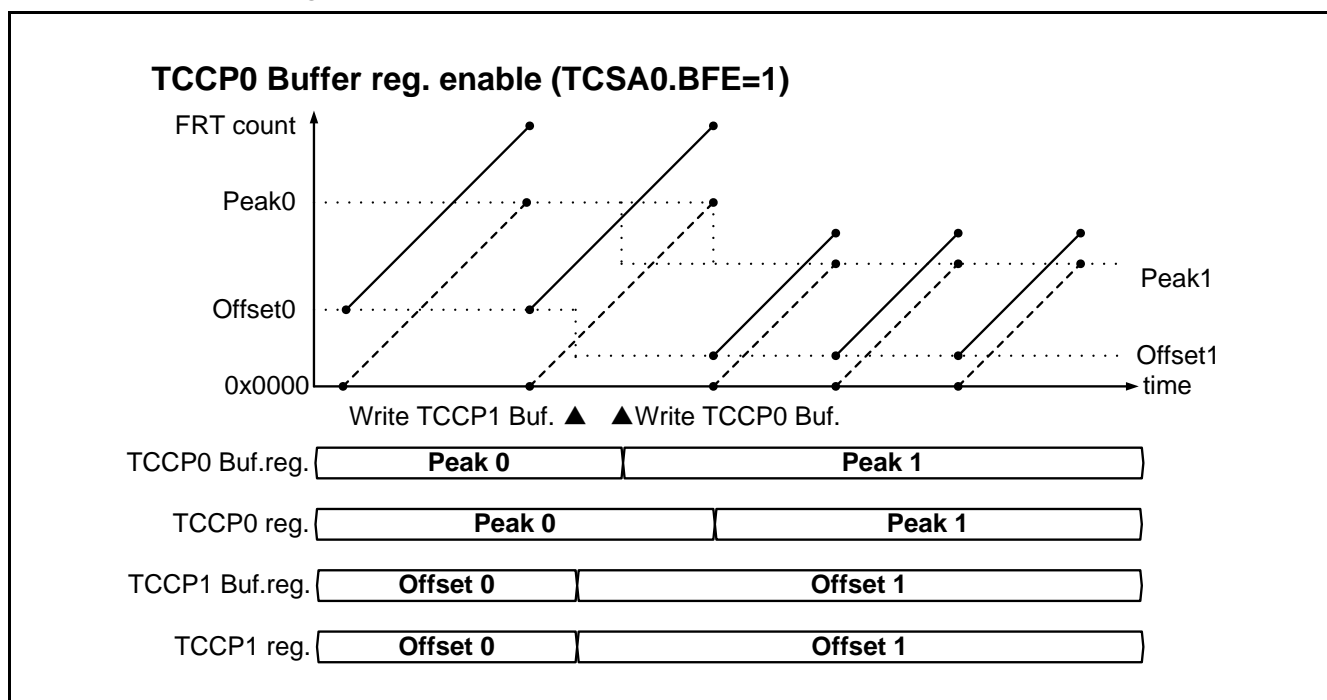 TCCP0 Buffer reg. enable (TCSA0.BFE=1)
FRT count
Peak0
Peak1
Offset0
Offset1
0x0000
time
Write TCCP1 Buf. ▲ ▲Write TCCP0 Buf.
TCCP0 Buf.reg. Peak 0 Peak 1
TCCP0 reg. Peak 0 Peak 1
TCCP1 Buf.reg. Offset 0 Offset 1
TCCP1 reg. Offset 0 Offset 1